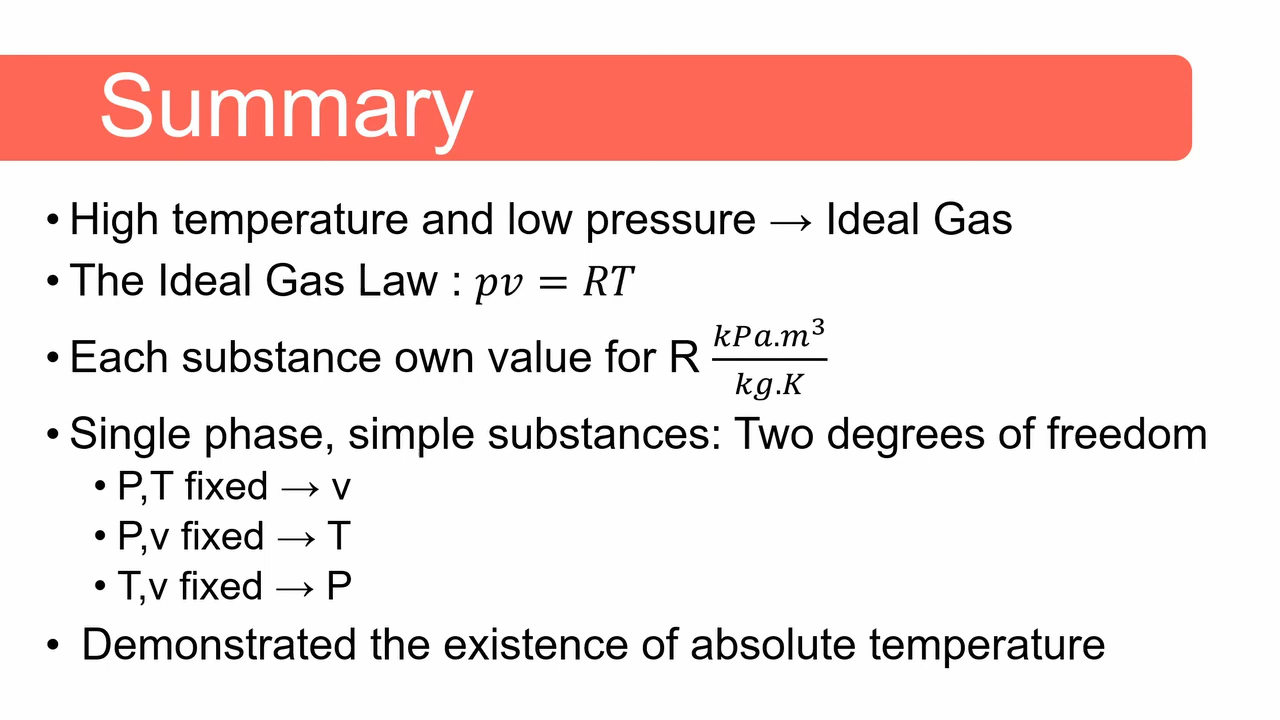 Summary
• High temperature and low pressure → Ideal Gas
• The Ideal Gas Law : pv = RT
• Each substance own value for R kPa.m³/kg.K
• Single phase, simple substances: Two degrees of freedom
• P,T fixed → v
• P,v fixed → T
• T,v fixed → P
• Demonstrated the existence of absolute temperature